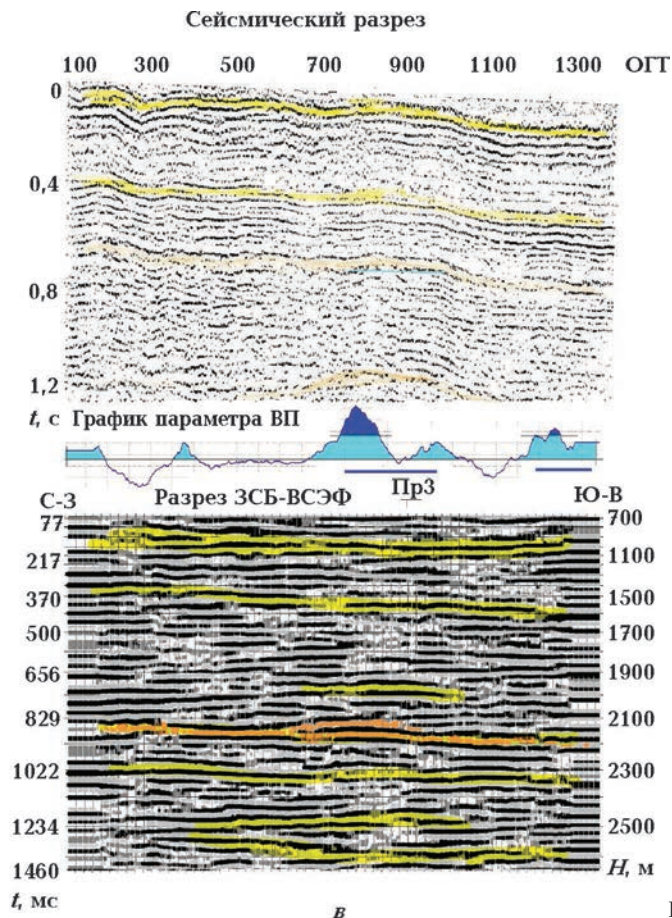 Сейсмический разрез
100 300 500 700 900 1100 1300 ОГТ
0
0,4
0,8
1,2
t, с График параметра ВП
С-З Разрез ЗСБ-ВСЭФ Пр3 Ю-В
77 700
217 1100
370 1500
500 1700
656 1900
829 2100
1022 2300
1234 2500
1460 H, м
t, мс
в